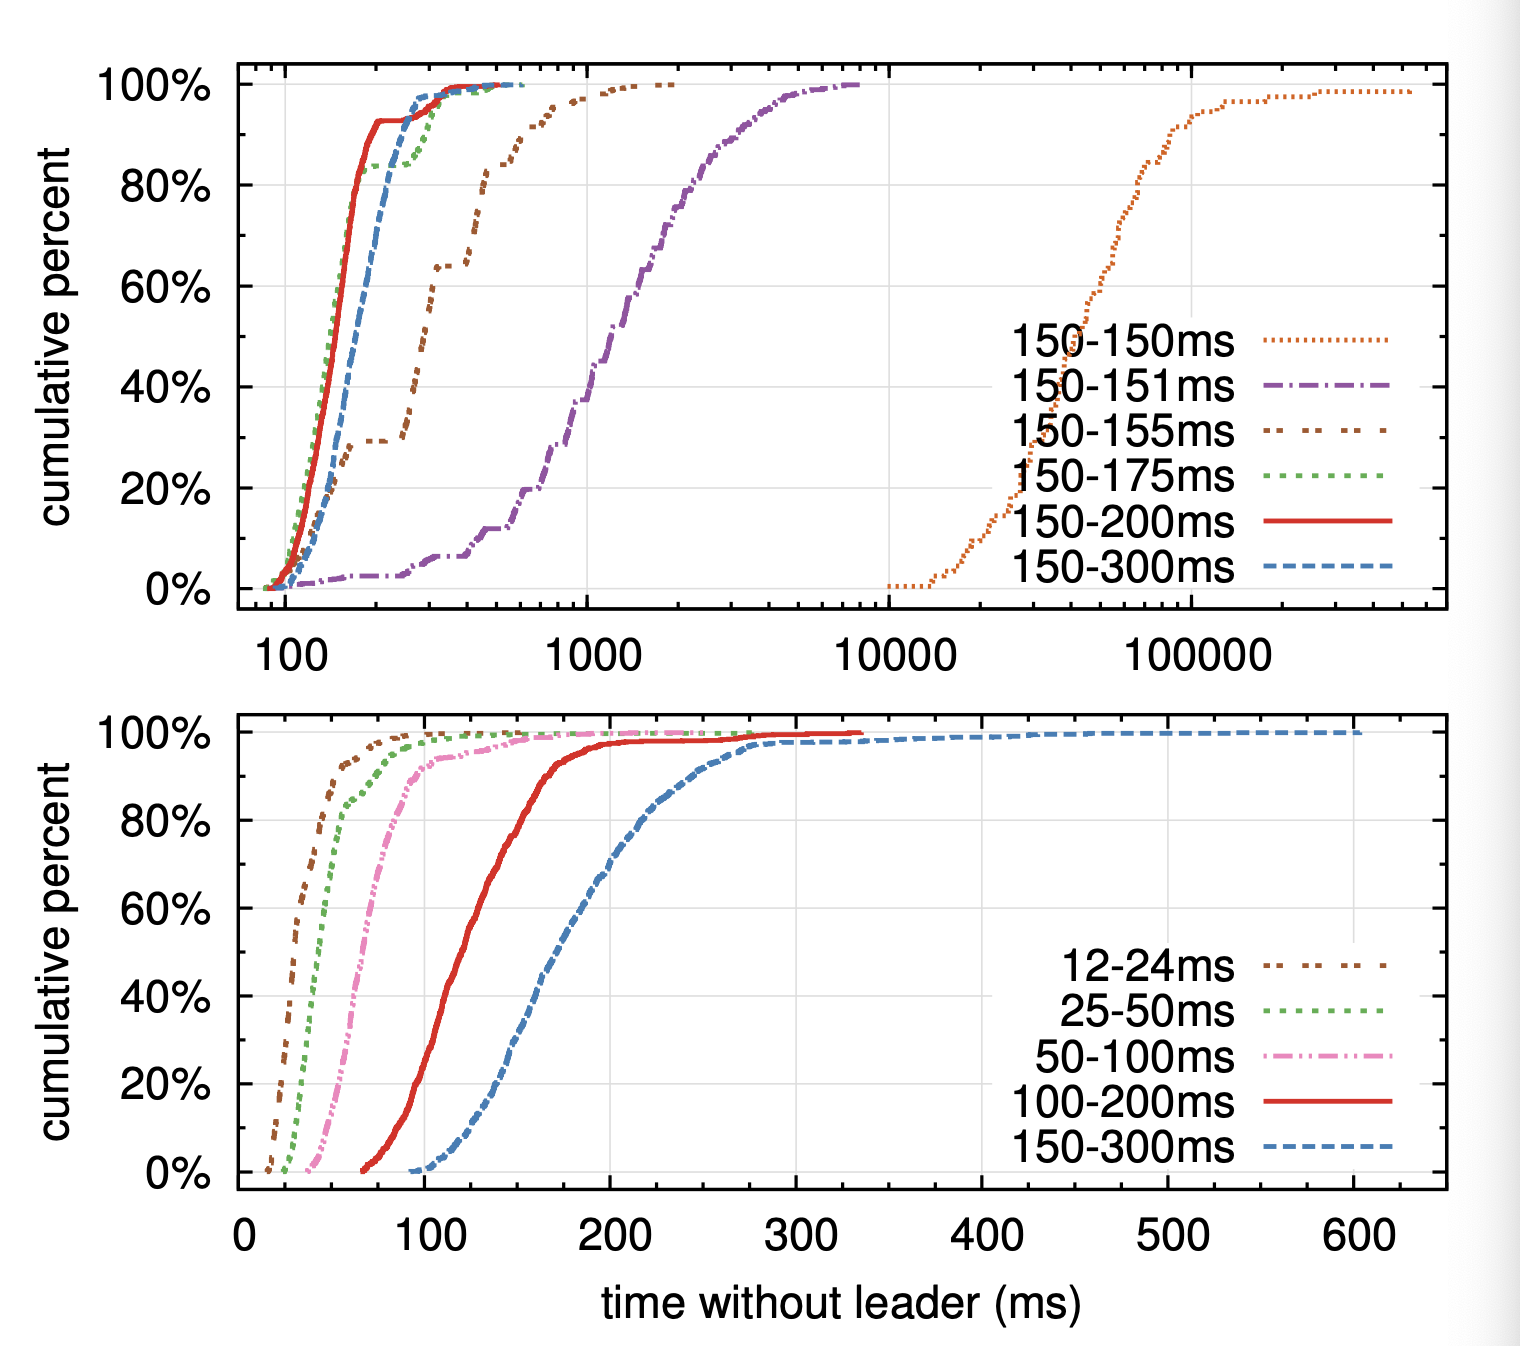 cumulative percent
100%
80%
60%
40%
20%
0%
150-150ms
150-151ms
150-155ms
150-175ms
150-200ms
150-300ms
100 1000 10000 100000
cumulative percent
100%
80%
60%
40%
20%
0%
12-24ms
25-50ms
50-100ms
100-200ms
150-300ms
0 100 200 300 400 500 600
time without leader (ms)